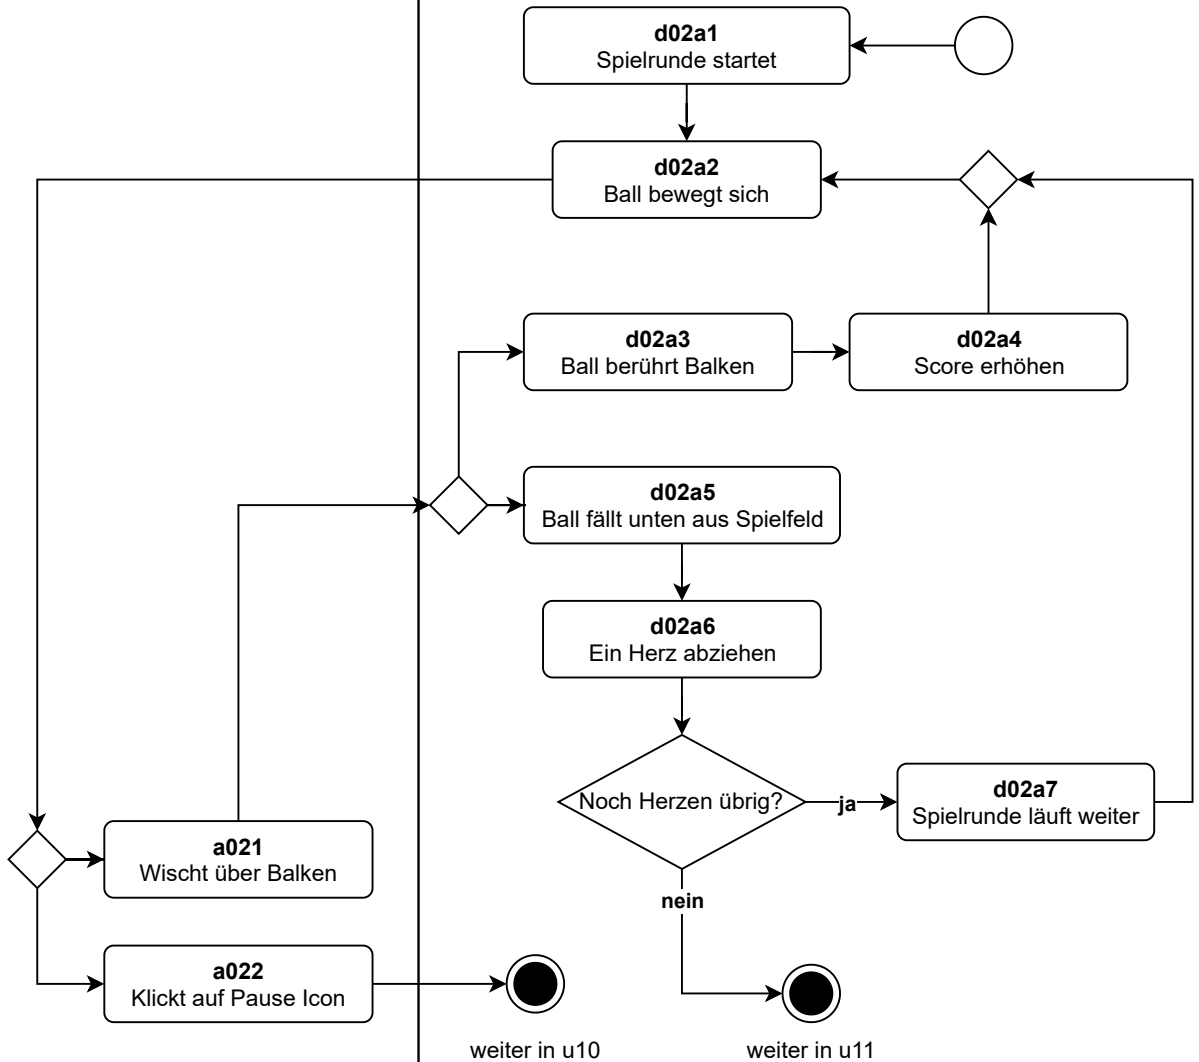 d02a1
Spielrunde startet
d02a2
Ball bewegt sich
d02a3
Ball berührt Balken
d02a4
Score erhöhen
d02a5
Ball fällt unten aus Spielfeld
d02a6
Ein Herz abziehen
Noch Herzen übrig?
ja
d02a7
Spielrunde läuft weiter
a021
Wischt über Balken
nein
a022
Klickt auf Pause Icon
weiter in u10
weiter in u11